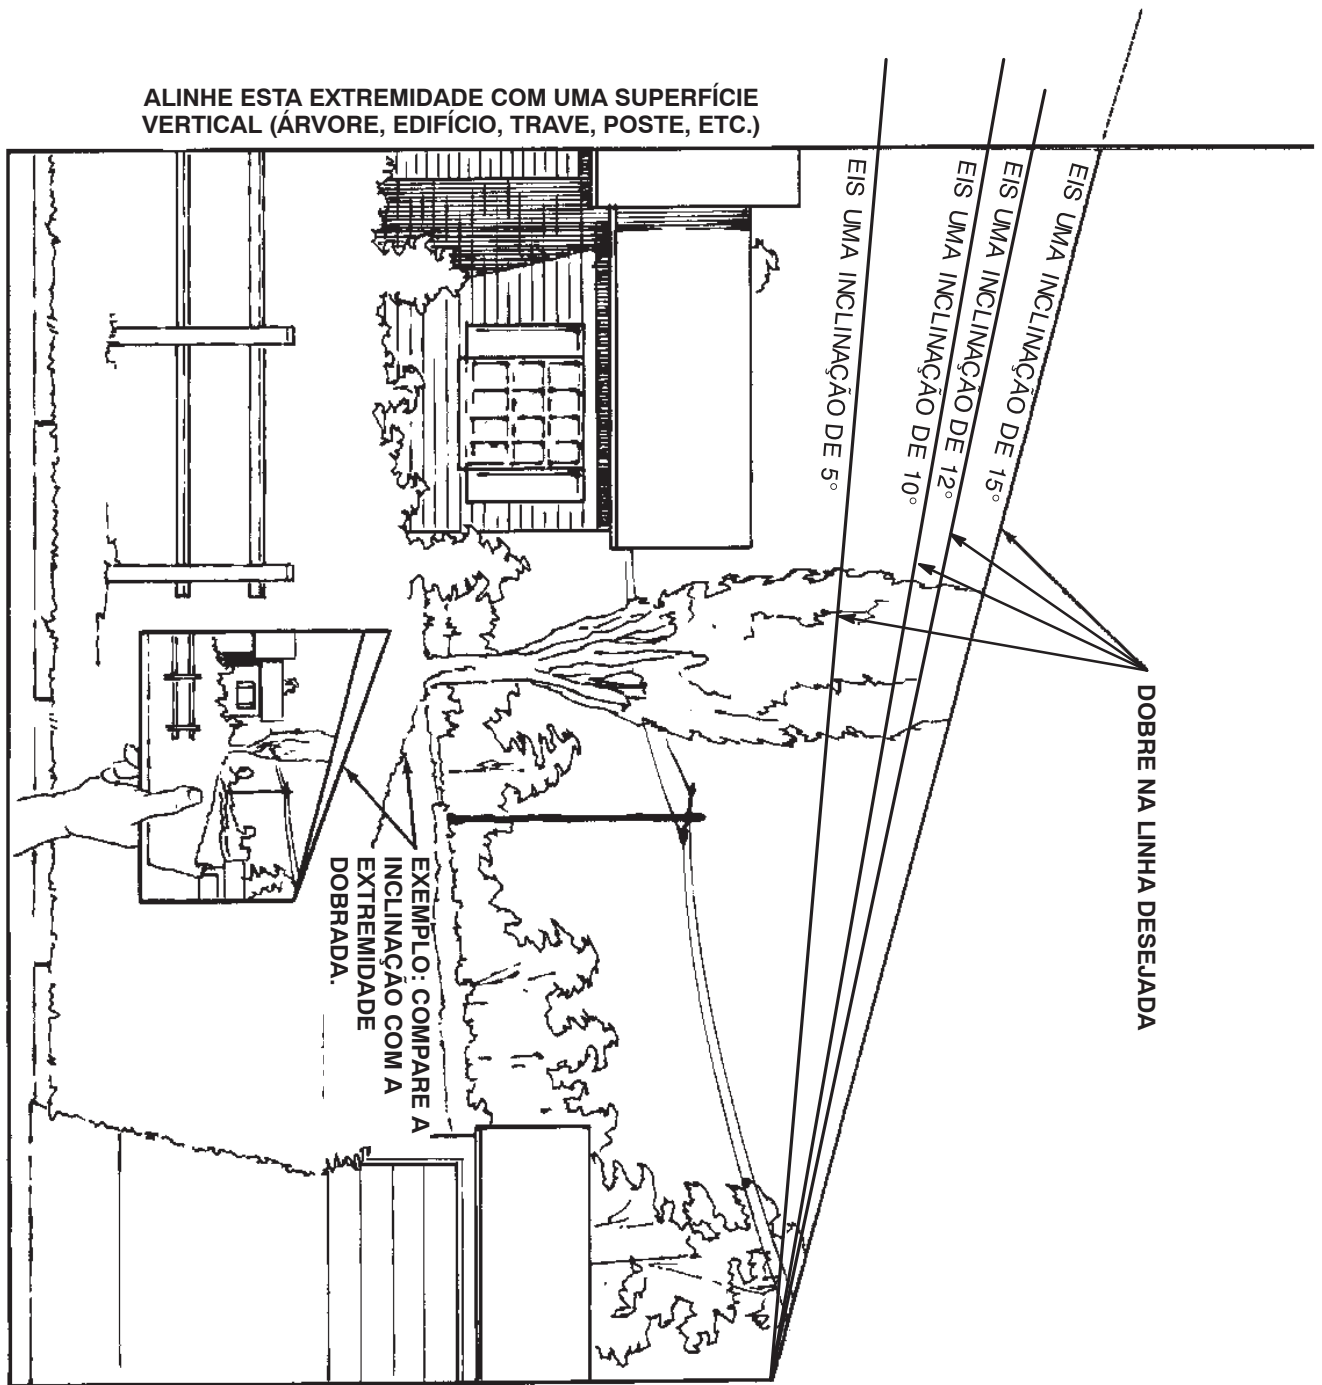 ALINHE ESTA EXTREMIDADE COM UMA SUPERFÍCIE
VERTICAL (ÁRVORE, EDIFÍCIO, TRAVE, POSTE, ETC.)
EIS UMA INCLINAÇÃO DE 15°
EIS UMA INCLINAÇÃO DE 12°
EIS UMA INCLINAÇÃO DE 10°
EIS UMA INCLINAÇÃO DE 5°
DOBRE NA LINHA DESEJADA
EXEMPLO: COMPARE A
INCLINAÇÃO COM A
EXTREMIDADE
DOBRADA.